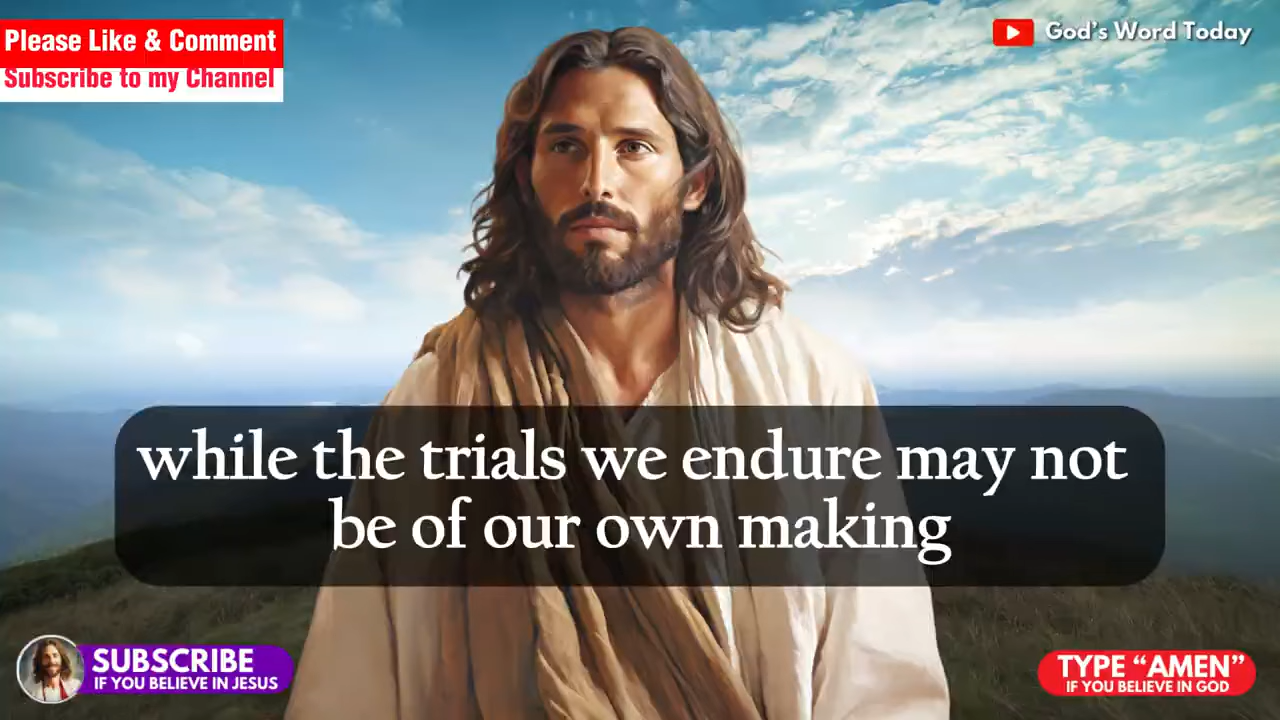 Please Like & Comment
Subscribe to my Channel
God's Word Today
while the trials we endure may not
be of our own making
SUBSCRIBE
IF YOU BELIEVE IN JESUS
TYPE “AMEN”
IF YOU BELIEVE IN GOD